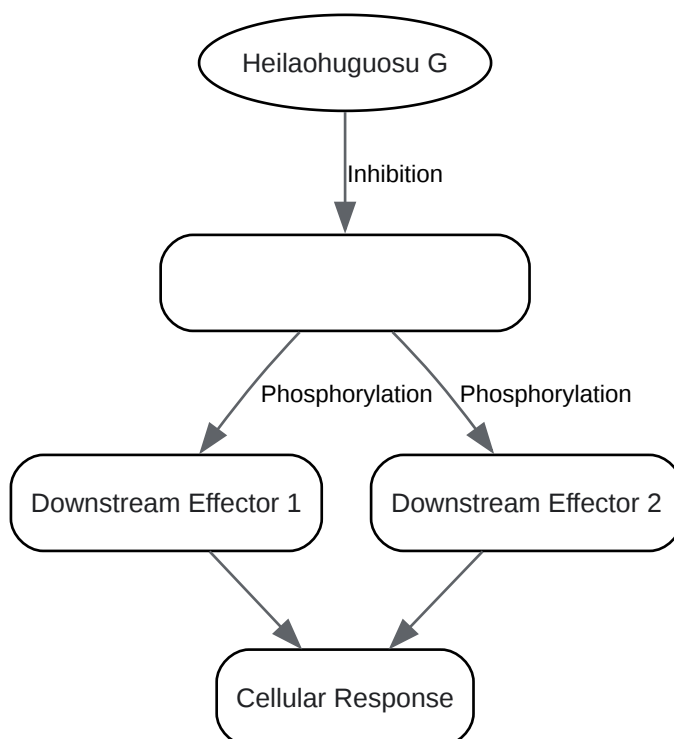 Heilaohuguosu G
Inhibition
Phosphorylation
Phosphorylation
Downstream Effector 1
Downstream Effector 2
Cellular Response